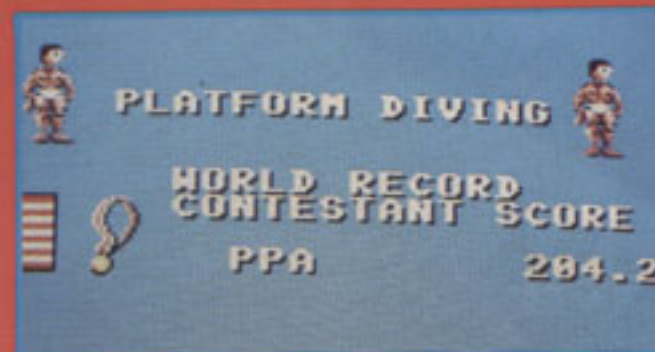 PLATFORM DIVING
WORLD RECORD
CONTESTANT SCORE
PPA 204.2